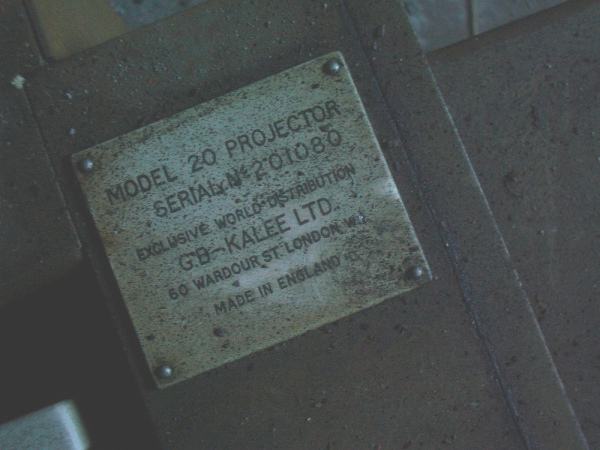 MODEL 20 PROJECTOR
SERIAL Nº 201080
EXCLUSIVE WORLD-DISTRIBUTION
G.B-KALEE LTD.
60 WARDOUR ST. LONDON W.1
MADE IN ENGLAND